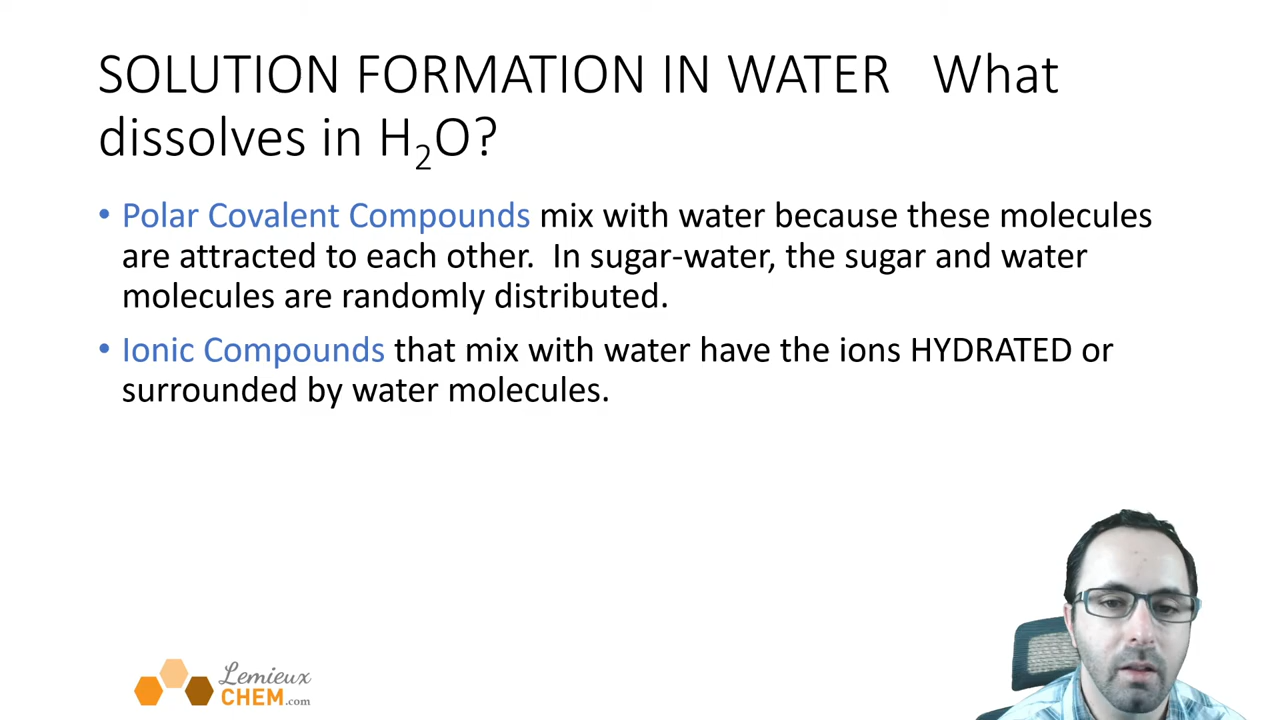 SOLUTION FORMATION IN WATER What
dissolves in H₂O?
• Polar Covalent Compounds mix with water because these molecules
are attracted to each other. In sugar-water, the sugar and water
molecules are randomly distributed.
• Ionic Compounds that mix with water have the ions HYDRATED or
surrounded by water molecules.
Lemieux
CHEM.com